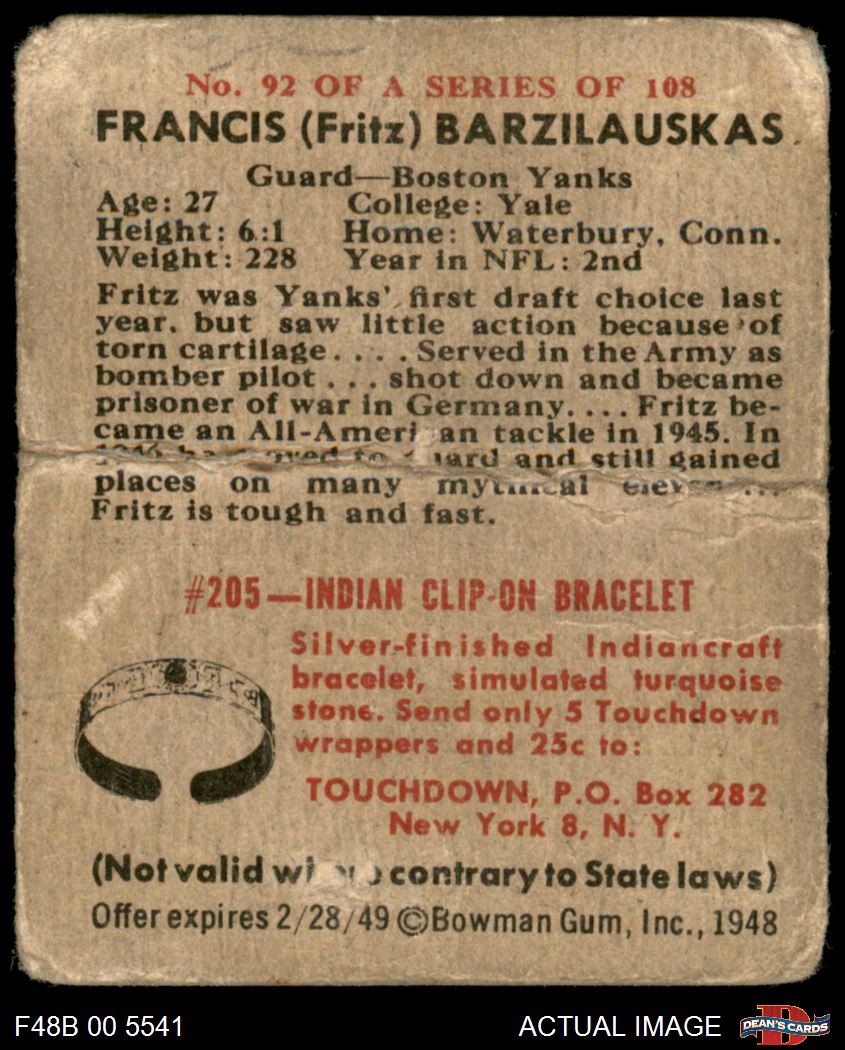 No. 92 OF A SERIES OF 108
FRANCIS (Fritz) BARZILAUSKAS
Guard—Boston Yanks
Age: 27 College: Yale
Height: 6:1 Home: Waterbury, Conn.
Weight: 228 Year in NFL: 2nd
Fritz was Yanks' first draft choice last
year, but saw little action because of
torn cartilage.... Served in the Army as
bomber pilot... shot down and became
prisoner of war in Germany.... Fritz be-
came an All-Ameri an tackle in 1945. In
to and still gained
places on many
Fritz is tough and fast.
#205—INDIAN CLIP-ON BRACELET
Silver-finished Indiancraft
bracelet, simulated turquoise
stone. Send only 5 Touchdown
wrappers and 25c to:
TOUCHDOWN, P.O. Box 282
New York 8, N. Y.
(Not valid contrary to State laws)
Offer expires 2/28/49 ©Bowman Gum, Inc., 1948
F48B 00 5541 ACTUAL IMAGE DEAN'S CARDS